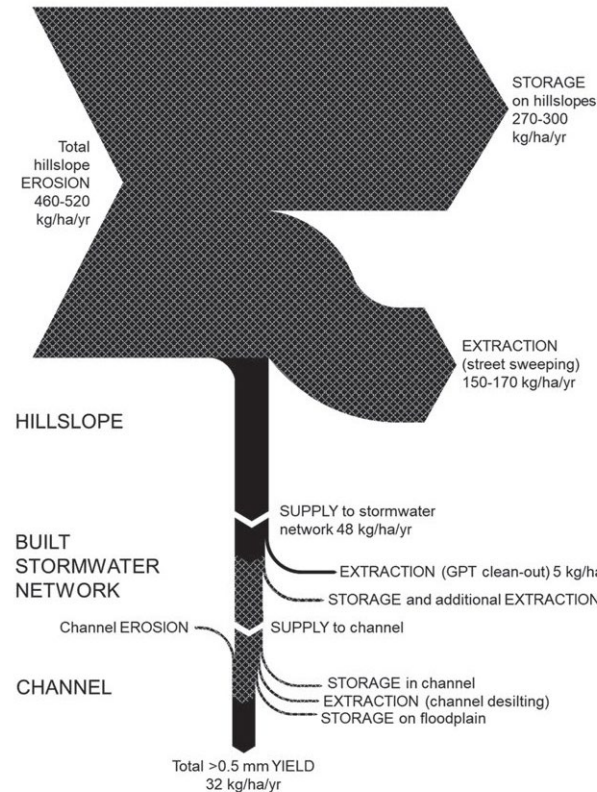 STORAGE
on hillslopes
270-300
kg/ha/yr
Total
hillslope
EROSION
460-520
kg/ha/yr
EXTRACTION
(street sweeping)
150-170 kg/ha/yr
HILLSLOPE
SUPPLY to stormwater
network 48 kg/ha/yr
BUILT
STORMWATER
NETWORK
EXTRACTION (GPT clean-out) 5 kg/ha
STORAGE and additional EXTRACTION
Channel EROSION
SUPPLY to channel
CHANNEL
STORAGE in channel
EXTRACTION (channel desilting)
STORAGE on floodplain
Total >0.5 mm YIELD
32 kg/ha/yr